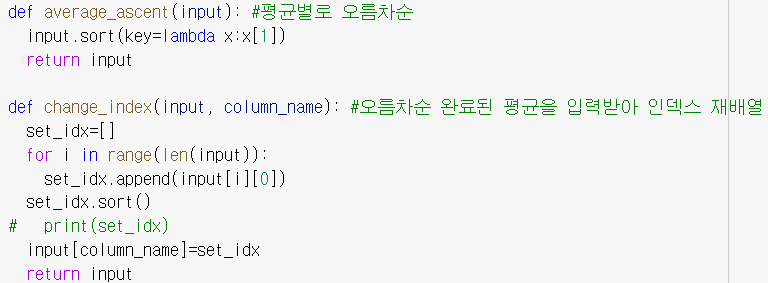 def average_ascent(input): #평균별로 오름차순
  input.sort(key=lambda x:x[1])
  return input

def change_index(input, column_name): #오름차순 완료된 평균을 입력받아 인덱스 재배열
  set_idx=[]
  for i in range(len(input)):
    set_idx.append(input[i][0])
  set_idx.sort()
#   print(set_idx)
  input[column_name]=set_idx
  return input